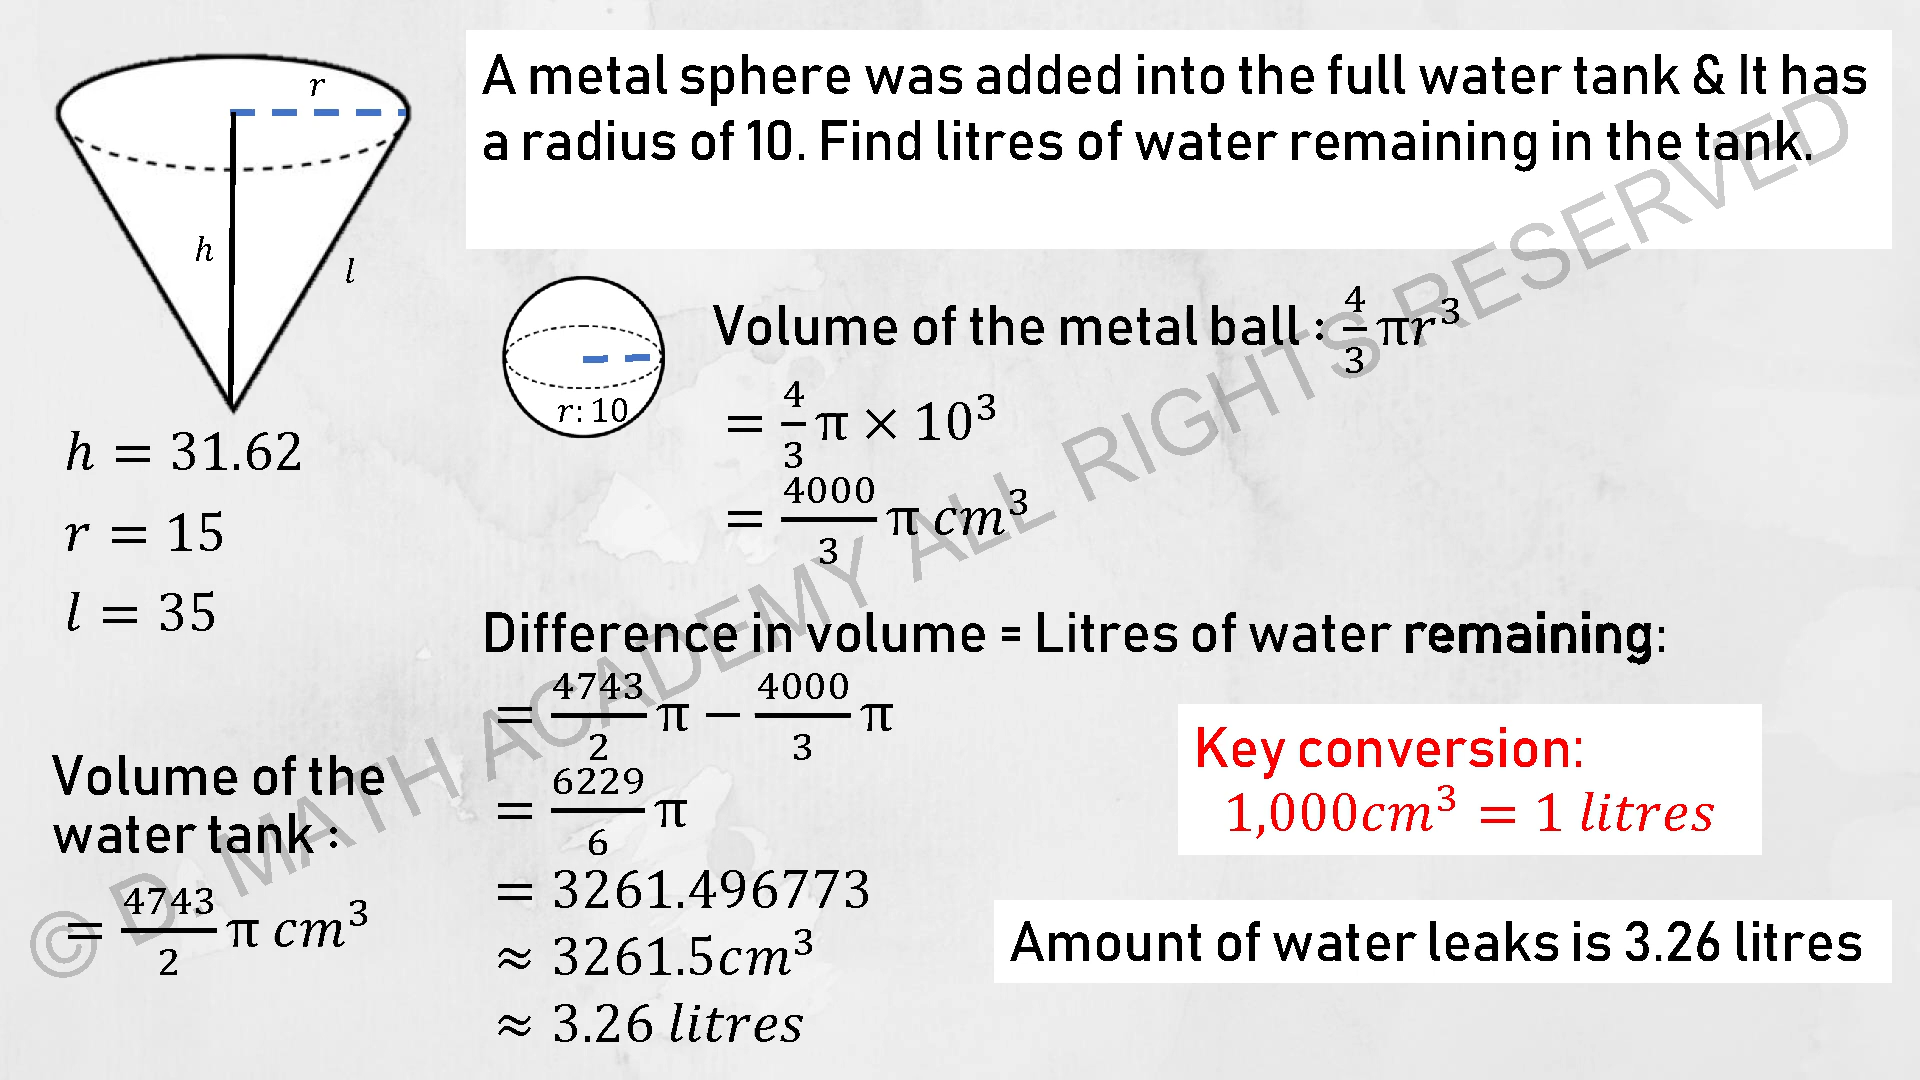 A metal sphere was added into the full water tank & It has
a radius of 10. Find litres of water remaining in the tank.
r
h
l
h = 31.62
r = 15
l = 35
Volume of the
water tank :
= 4743/2 π cm³
r: 10
Volume of the metal ball : 4/3 πr³
= 4/3 π × 10³
= 4000/3 π cm³
Difference in volume = Litres of water remaining:
= 4743/2 π − 4000/3 π
= 6229/6 π
= 3261.496773
≈ 3261.5cm³
≈ 3.26 litres
Key conversion:
1,000cm³ = 1 litres
Amount of water leaks is 3.26 litres
© D. MATH ACADEMY ALL RIGHTS RESERVED